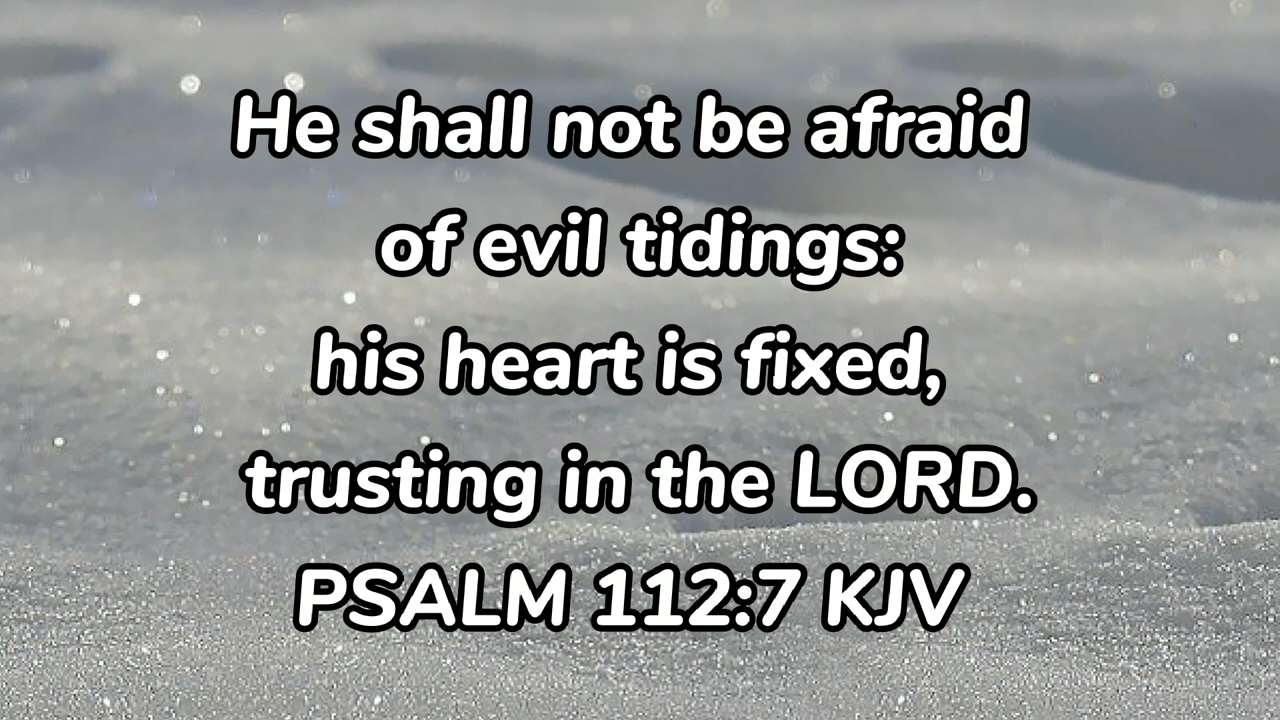 He shall not be afraid
of evil tidings:
his heart is fixed,
trusting in the LORD.
PSALM 112:7 KJV